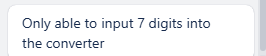 Only able to input 7 digits into
the converter